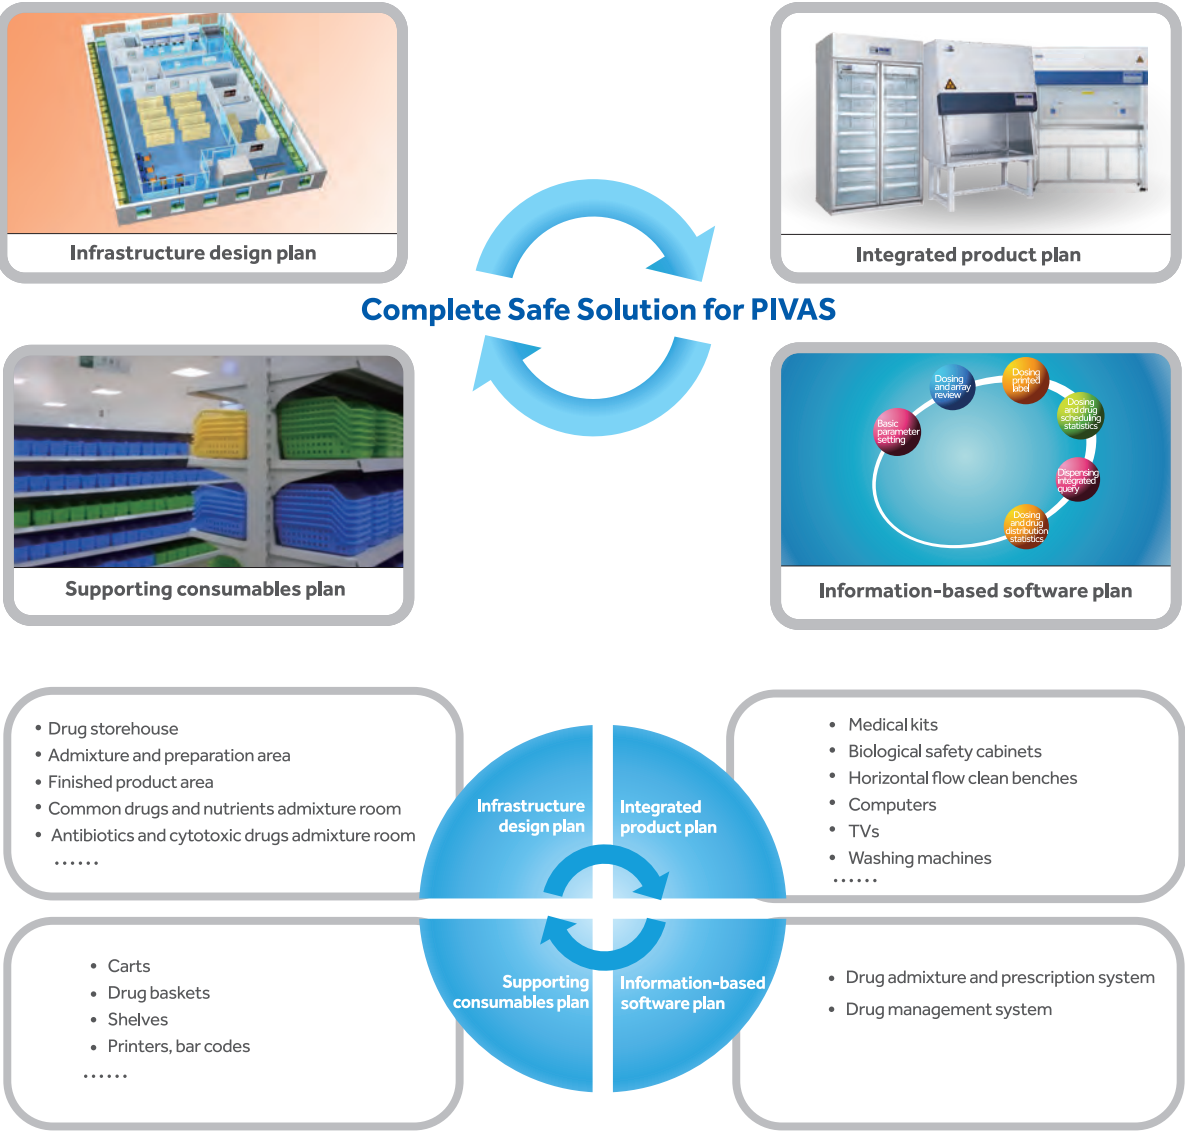 Infrastructure design plan
Integrated product plan
Complete Safe Solution for PIVAS
Supporting consumables plan
Basic
parameter
setting
Dosing
and array
review
Dosing
printed
label
Dosing
and drug
scheduling
statistics
Dispensing
integrated
query
Dosing
and drug
distribution
statistics
Information-based software plan
• Drug storehouse
• Admixture and preparation area
• Finished product area
• Common drugs and nutrients admixture room
• Antibiotics and cytotoxic drugs admixture room
......
Infrastructure
design plan
Integrated
product plan
• Medical kits
• Biological safety cabinets
• Horizontal flow clean benches
• Computers
• TVs
• Washing machines
......
• Carts
• Drug baskets
• Shelves
• Printers, bar codes
......
Supporting
consumables plan
Information-based
software plan
• Drug admixture and prescription system
• Drug management system